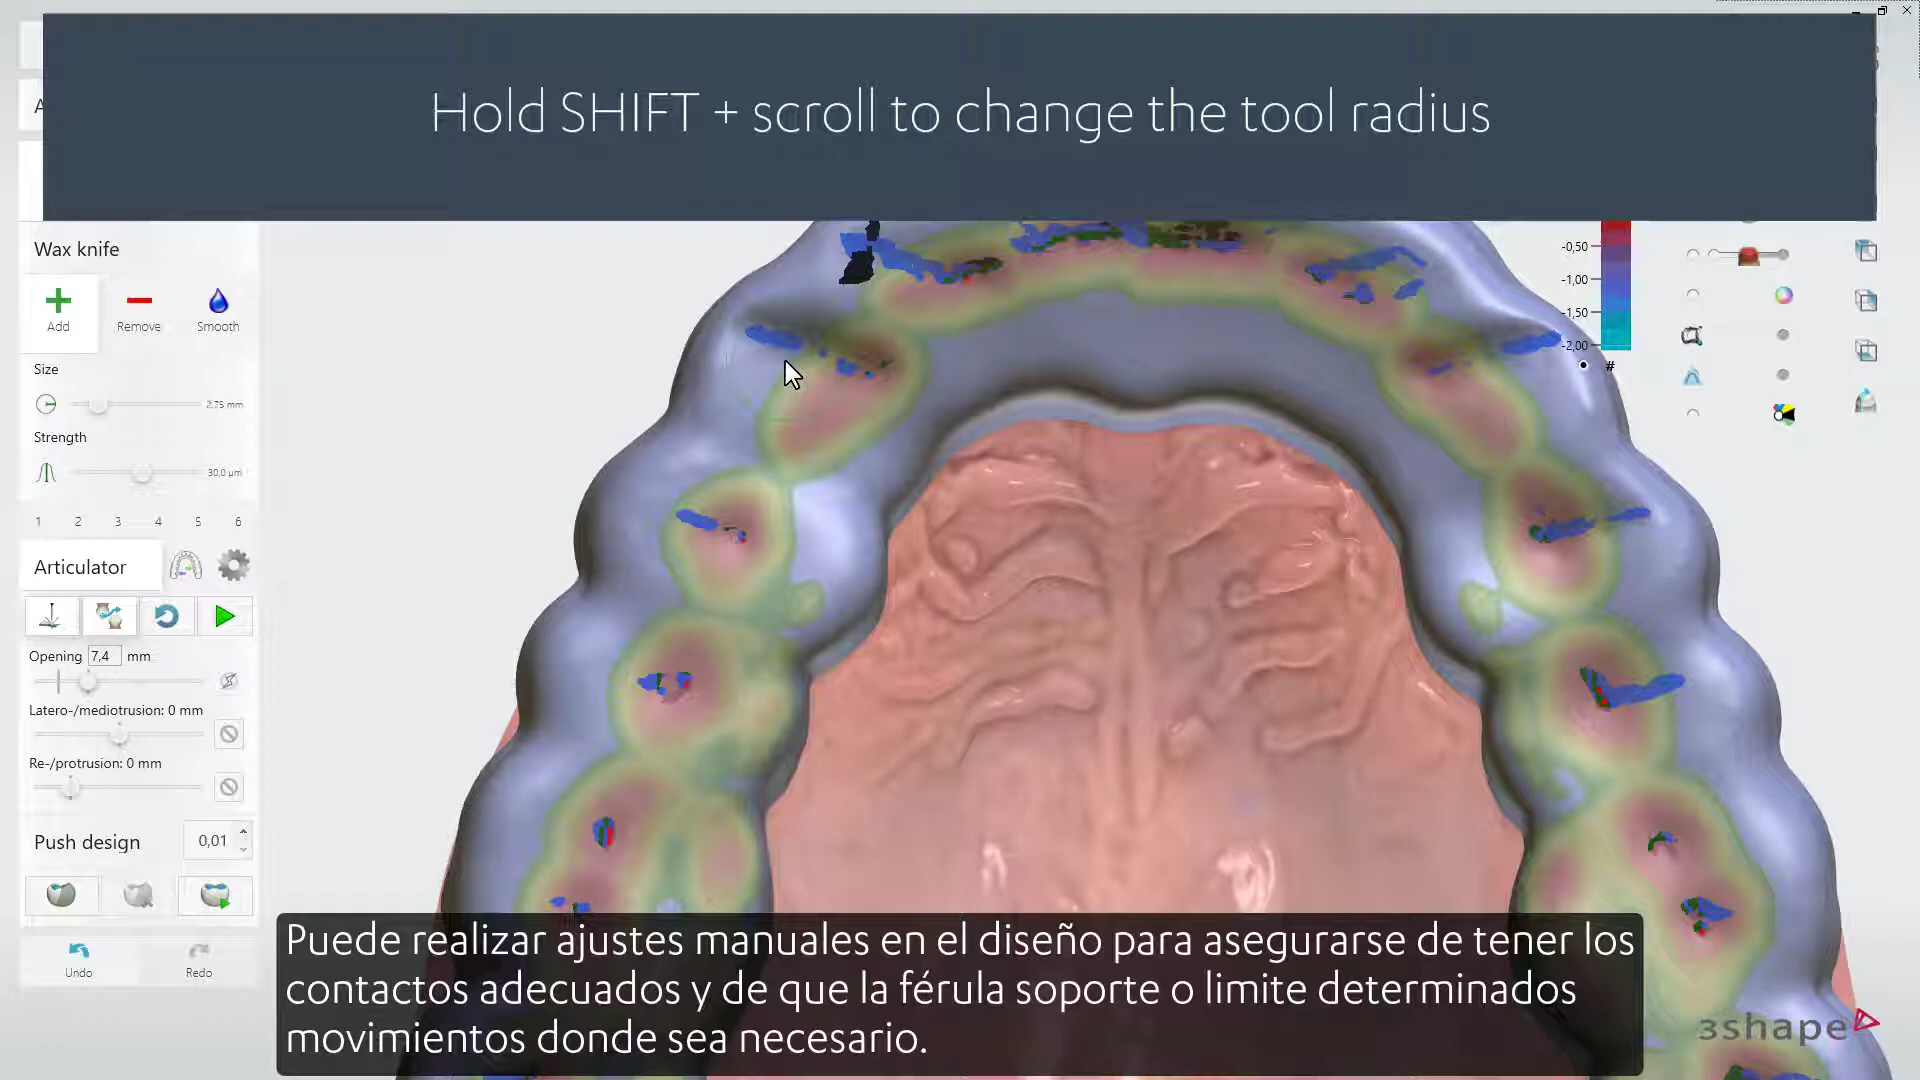 Hold SHIFT + scroll to change the tool radius
Wax knife
Add
Remove
Smooth
Size
2.75 mm
Strength
30.0 µm
1 2 3 4 5 6
Articulator
Opening 7,4 mm
Latero-/mediotrusion: 0 mm
Re-/protrusion: 0 mm
Push design 0,01
Undo
Redo
-0,50
-1,00
-1,50
-2,00
#
Puede realizar ajustes manuales en el diseño para asegurarse de tener los
contactos adecuados y de que la férula soporte o limite determinados
movimientos donde sea necesario.
3shape